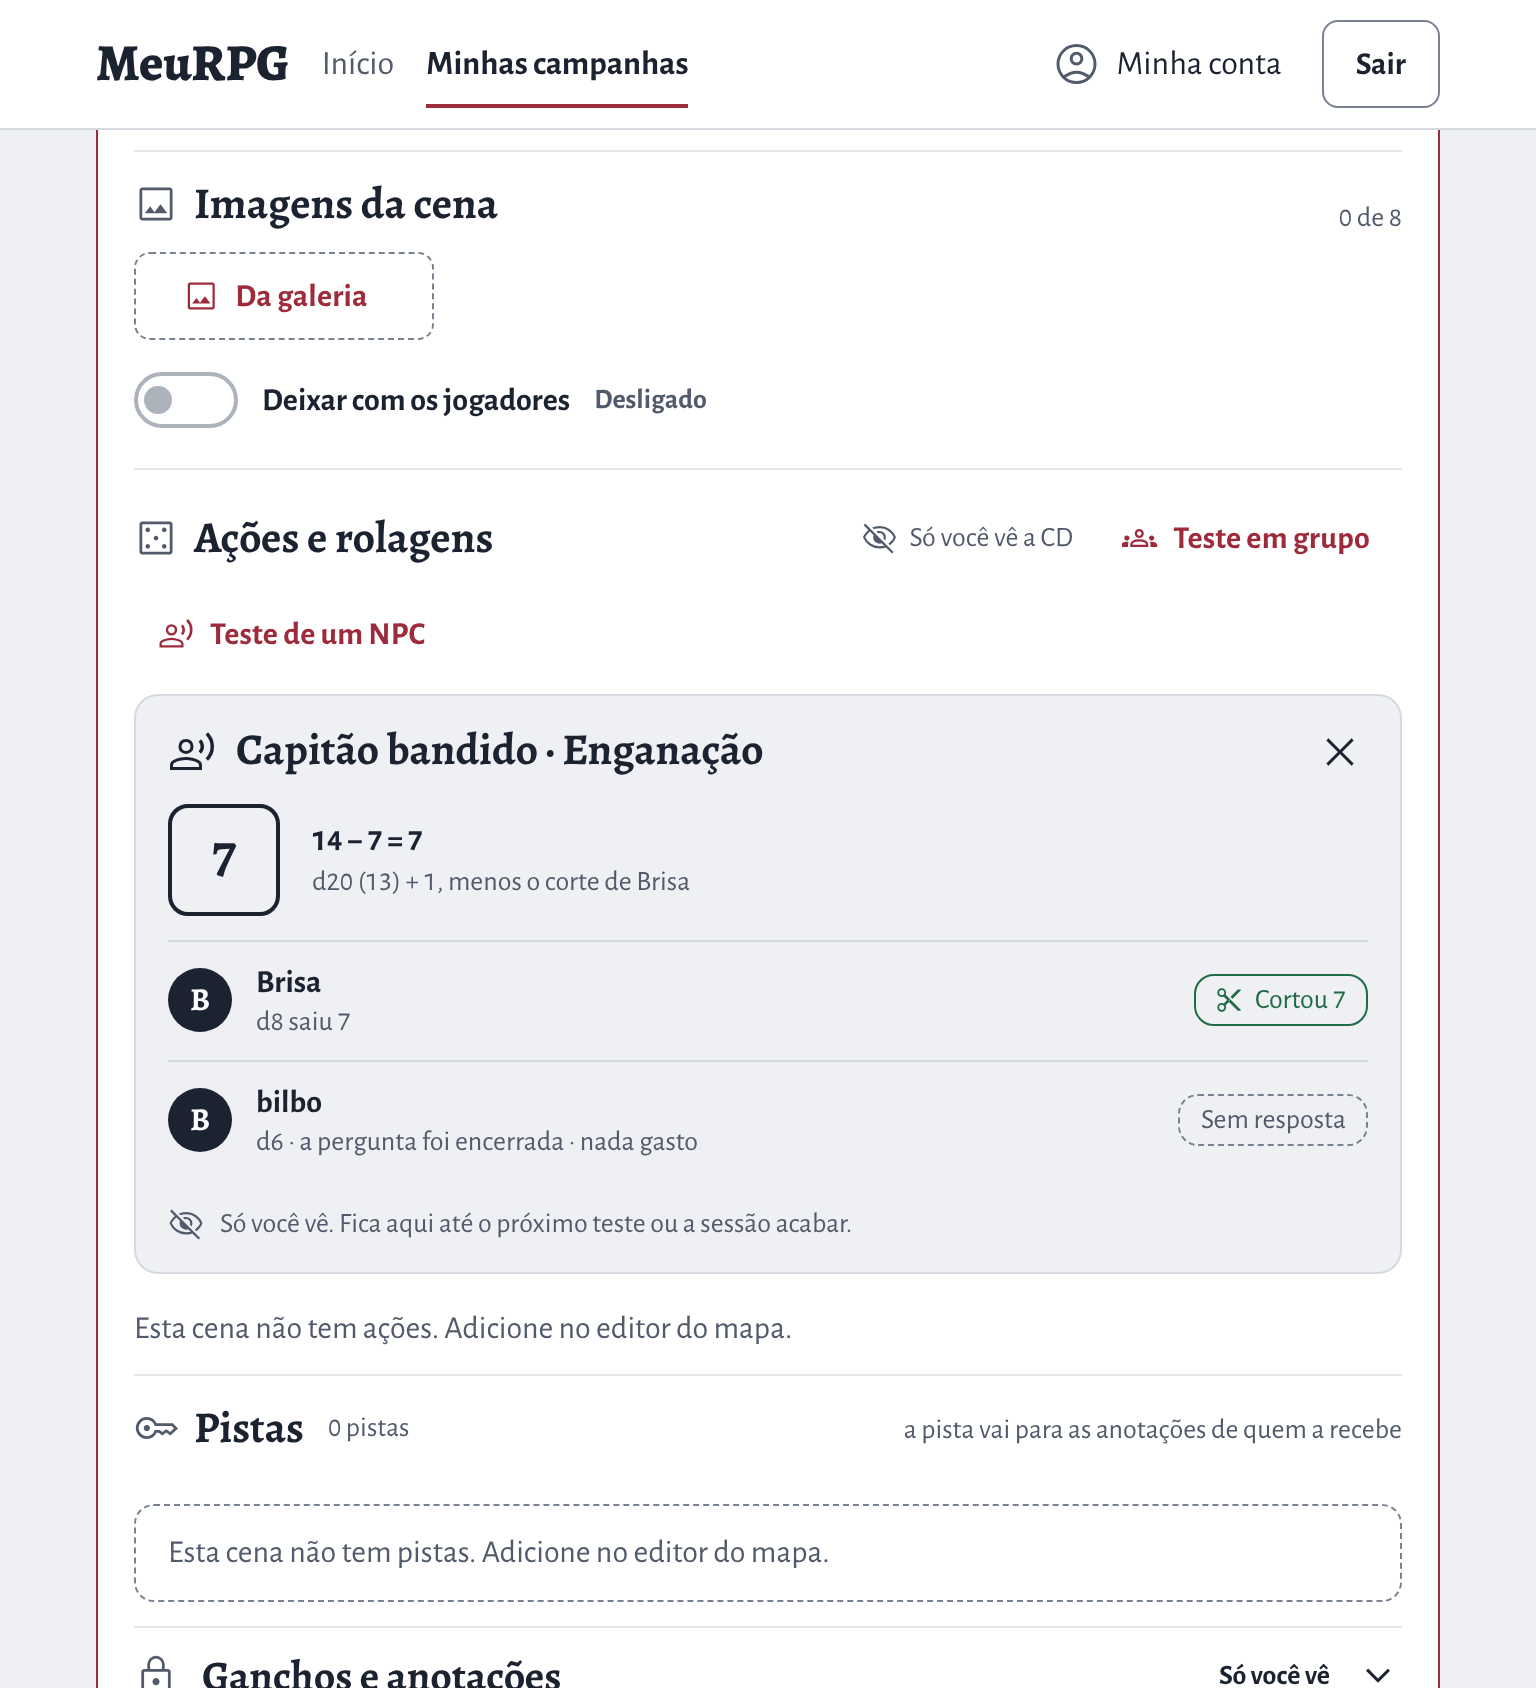 MeuRPG Início Minhas campanhas Minha conta Sair
Imagens da cena 0 de 8
Da galeria
Deixar com os jogadores Desligado
Ações e rolagens Só você vê a CD Teste em grupo
Teste de um NPC
Capitão bandido · Enganação
7
14 – 7 = 7
d20 (13) + 1, menos o corte de Brisa
B Brisa
d8 saiu 7
Cortou 7
B bilbo
d6 · a pergunta foi encerrada · nada gasto
Sem resposta
Só você vê. Fica aqui até o próximo teste ou a sessão acabar.
Esta cena não tem ações. Adicione no editor do mapa.
Pistas 0 pistas a pista vai para as anotações de quem a recebe
Esta cena não tem pistas. Adicione no editor do mapa.
Ganchos e anotações Só você vê